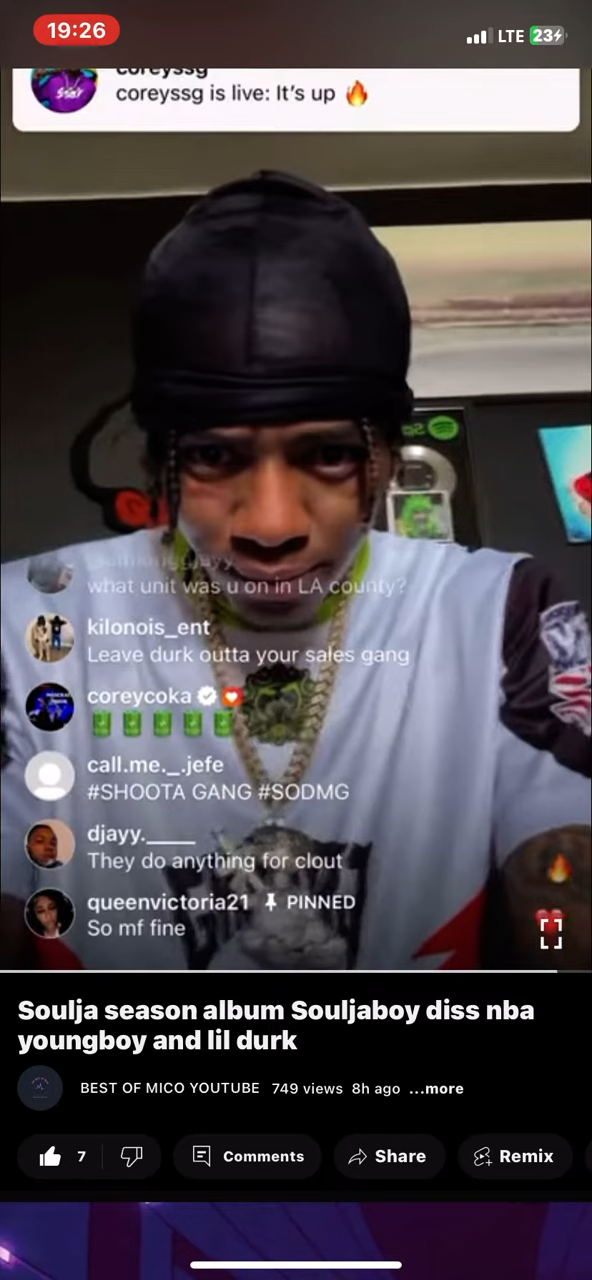 19:26
LTE 23
coreyssg
coreyssg is live: It's up 🔥
what unit was u on in LA county?
kilonois_ent
Leave durk outta your sales gang
coreycoka
🔋🔋🔋🔋🔋
call.me._.jefe
#SHOOTA GANG #SODMG
djayy.____
They do anything for clout
queenvictoria21 PINNED
So mf fine
Soulja season album Souljaboy diss nba
youngboy and lil durk
BEST OF MICO YOUTUBE 749 views 8h ago ...more
7 Comments Share Remix